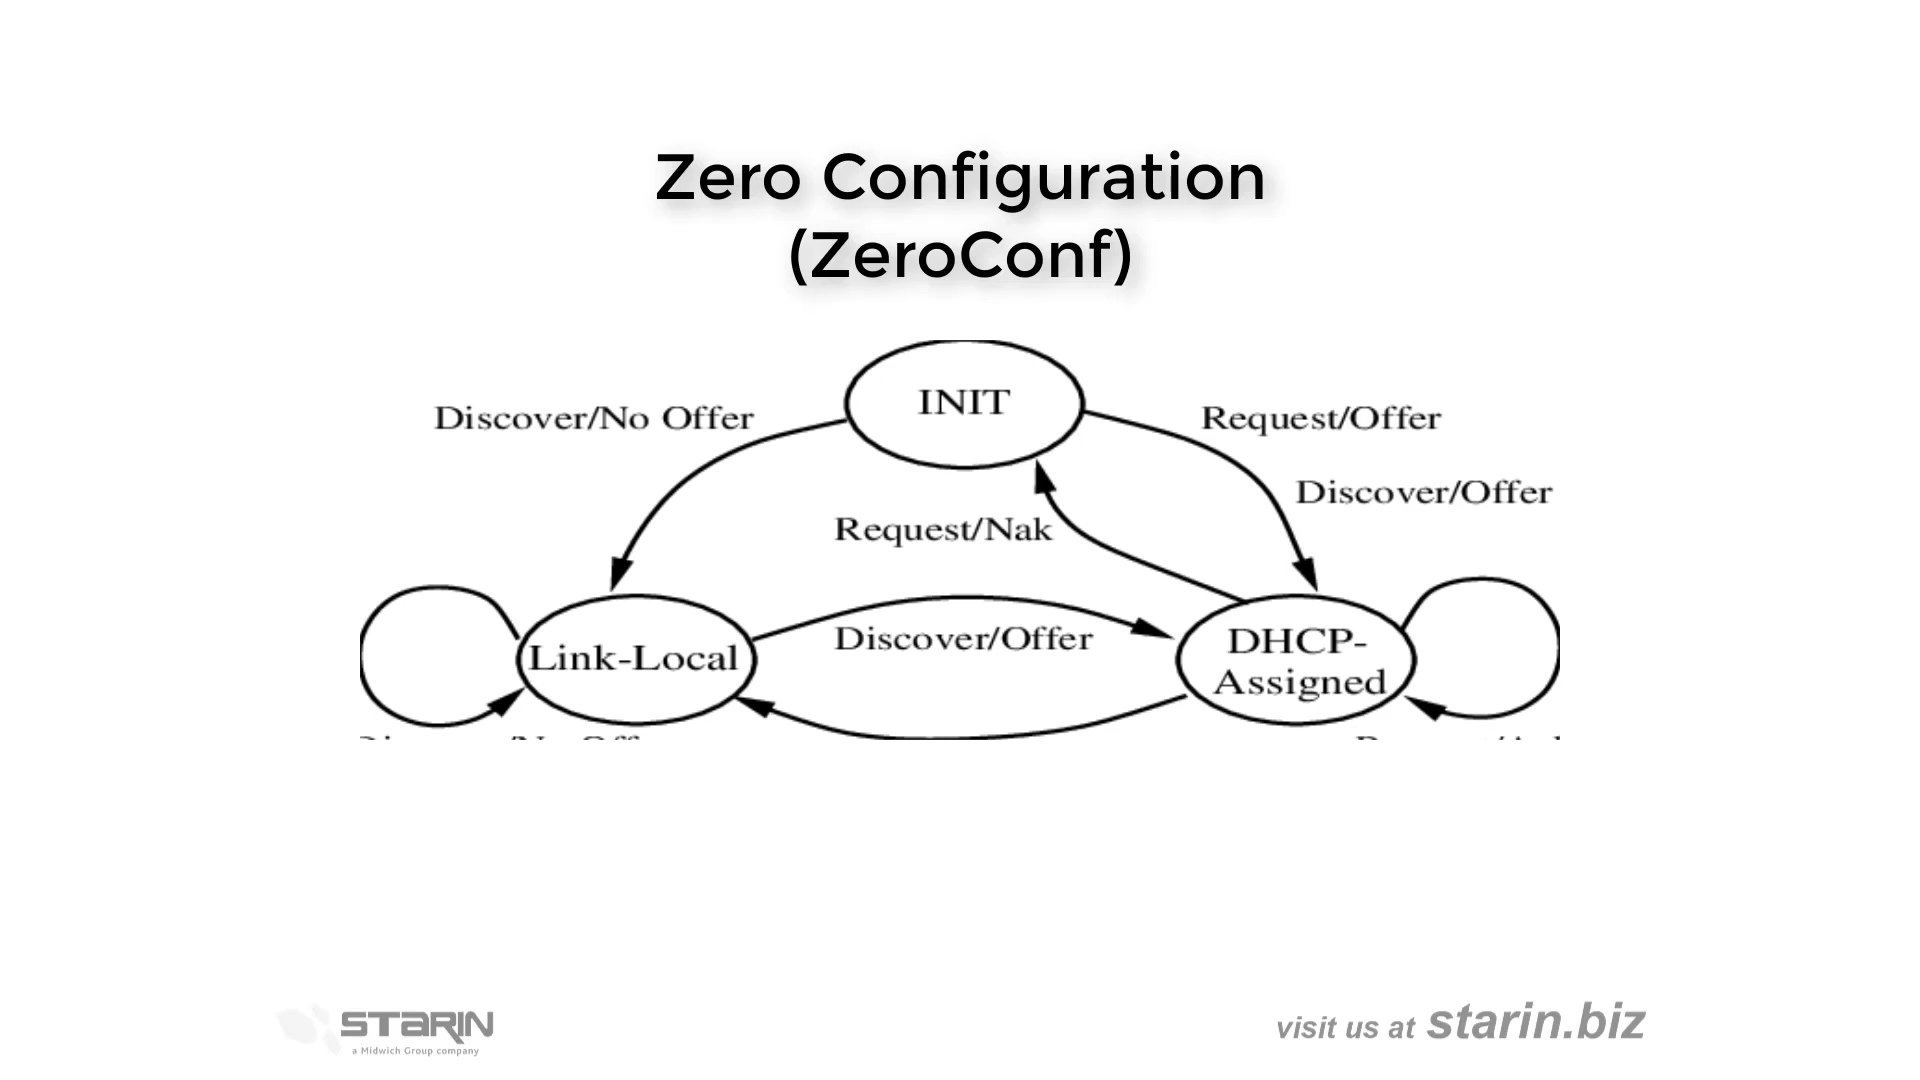 Zero Configuration
(ZeroConf)
INIT
Discover/No Offer
Request/Offer
Discover/Offer
Request/Nak
Link-Local
Discover/Offer
DHCP-
Assigned
STARIN
a Midwich Group company
visit us at starin.biz